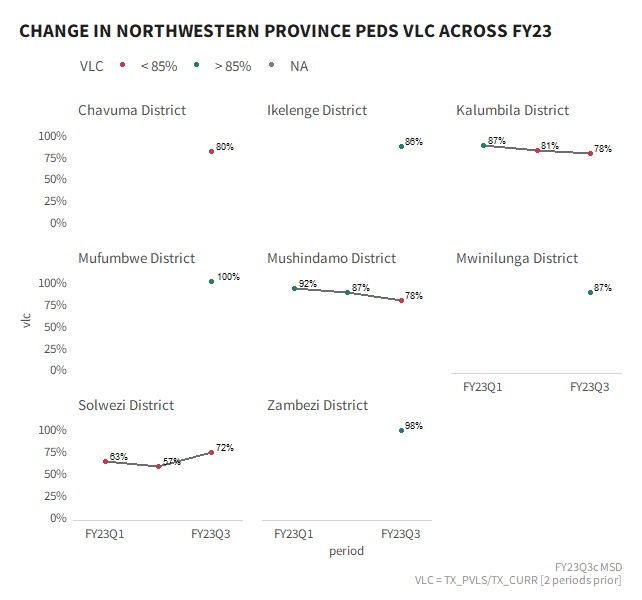 CHANGE IN NORTHWESTERN PROVINCE PEDS VLC ACROSS FY23
VLC < 85% > 85% NA
Chavuma District Ikelenge District Kalumbila District
100%
75%
50%
25%
0%
80%
86%
87% 81% 78%
Mufumbwe District Mushindamo District Mwinilunga District
100%
75%
50%
25%
0%
100%
92% 87% 78%
87%
vlc
FY23Q1 FY23Q3
Solwezi District Zambezi District
100%
75%
50%
25%
0%
63% 57% 72%
98%
FY23Q1 FY23Q3 FY23Q1 FY23Q3
period
FY23Q3c MSD
VLC = TX_PVLS/TX_CURR [2 periods prior]